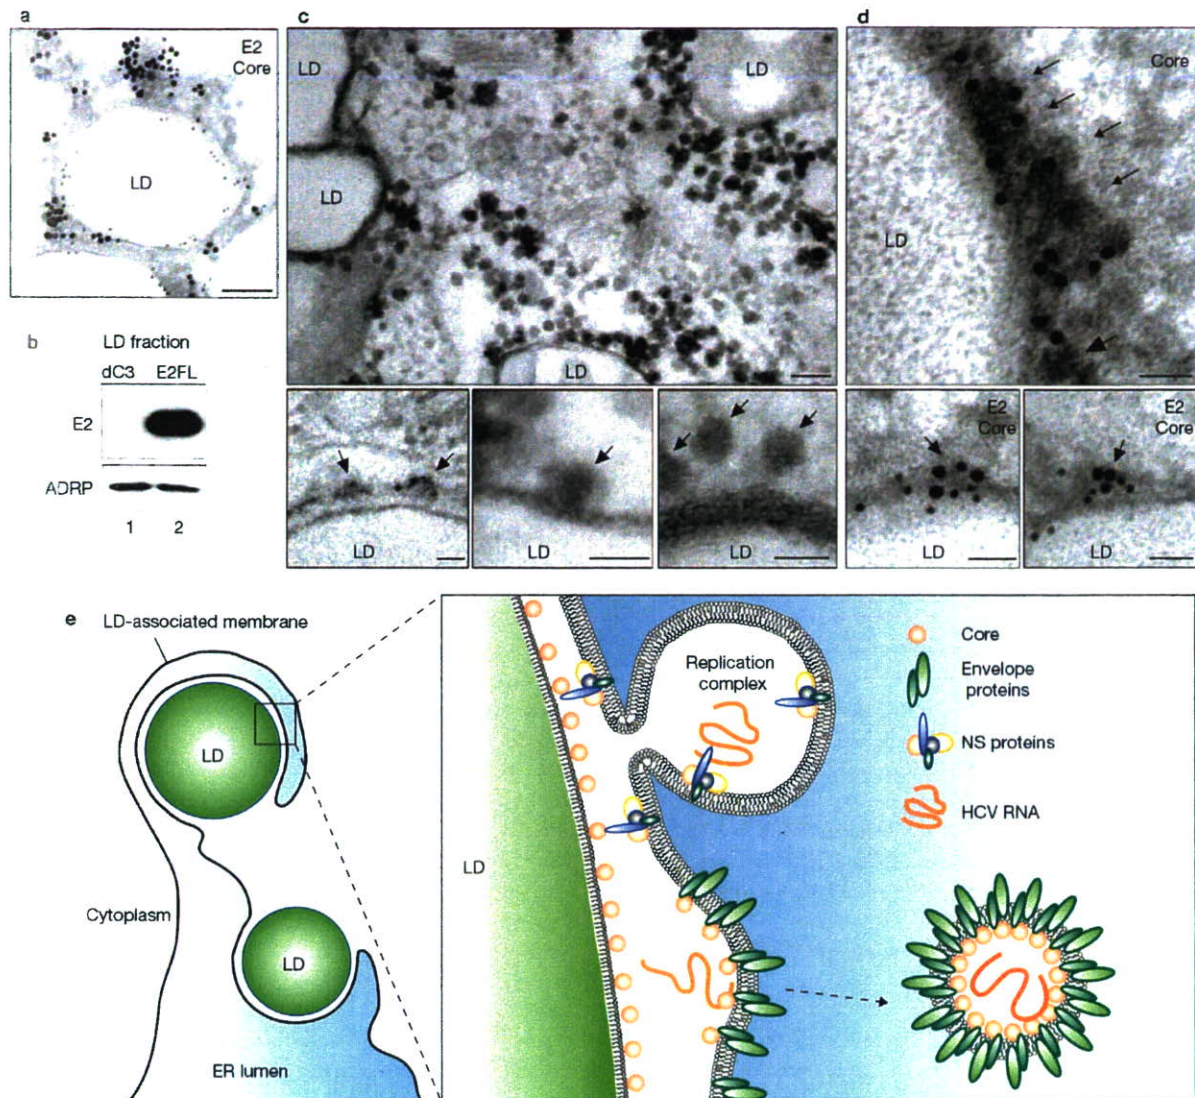 a
E2
Core
LD
b
LD fraction
dC3 E2FL
E2
ADRP
1 2
c
LD
LD
LD
LD
LD
LD
LD
d
Core
LD
E2
Core
LD
E2
Core
LD
e
LD-associated membrane
LD
Cytoplasm
LD
ER lumen
LD
Replication
complex
Core
Envelope
proteins
NS proteins
HCV RNA